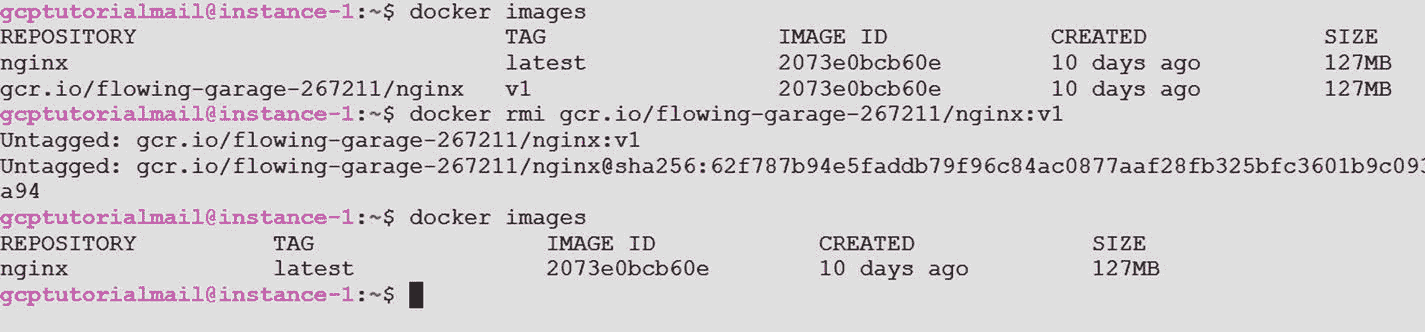 gcptutorialmail@instance-1:~$ docker images
REPOSITORY TAG IMAGE ID CREATED SIZE
nginx latest 2073e0bcb60e 10 days ago 127MB
gcr.io/flowing-garage-267211/nginx v1 2073e0bcb60e 10 days ago 127MB
gcptutorialmail@instance-1:~$ docker rmi gcr.io/flowing-garage-267211/nginx:v1
Untagged: gcr.io/flowing-garage-267211/nginx:v1
Untagged: gcr.io/flowing-garage-267211/nginx@sha256:62f787b94e5faddb79f96c84ac0877aaf28fb325bfc3601b9c093
a94
gcptutorialmail@instance-1:~$ docker images
REPOSITORY TAG IMAGE ID CREATED SIZE
nginx latest 2073e0bcb60e 10 days ago 127MB
gcptutorialmail@instance-1:~$